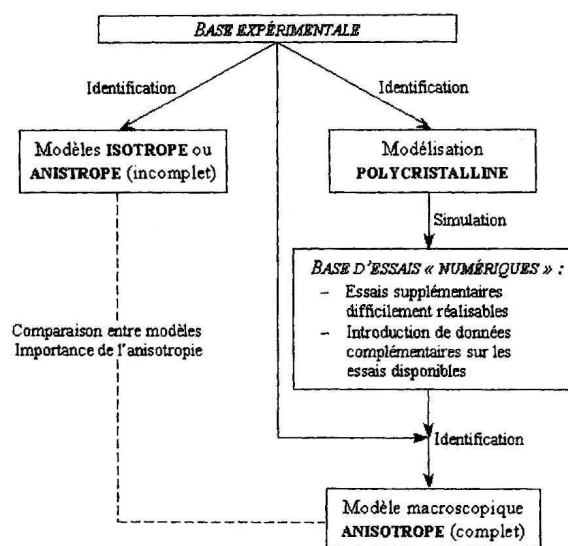 BASE EXPÉRIMENTALE
Identification
Identification
Modèles ISOTROPE ou
ANISTROPE (incomplet)
Modélisation
POLYCRISTALLINE
Simulation
BASE D'ESSAIS « NUMÉRIQUES » :
– Essais supplémentaires
difficilement réalisables
– Introduction de données
complémentaires sur les
essais disponibles
Comparaison entre modèles
Importance de l'anisotropie
Identification
Modèle macroscopique
ANISOTROPE (complet)